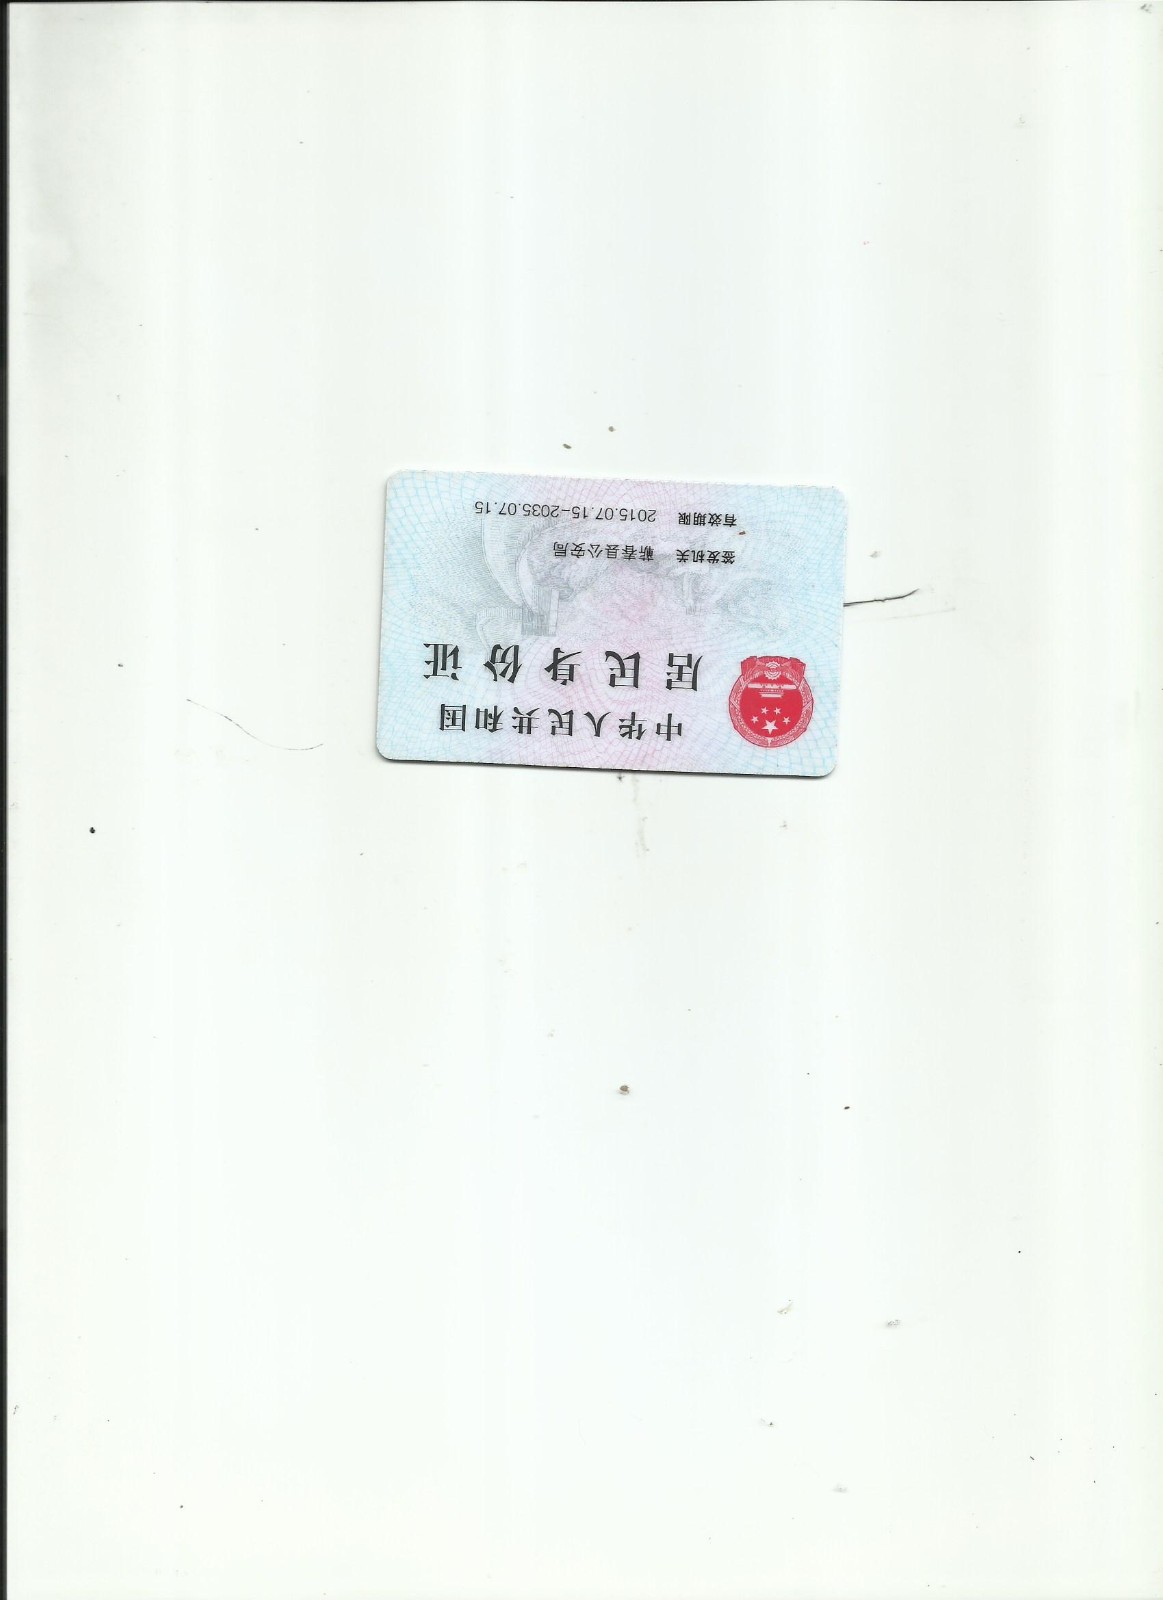 中华人民共和国
居民身份证
签发机关 蕲春县公安局
有效期限 2015.07.15-2035.07.15